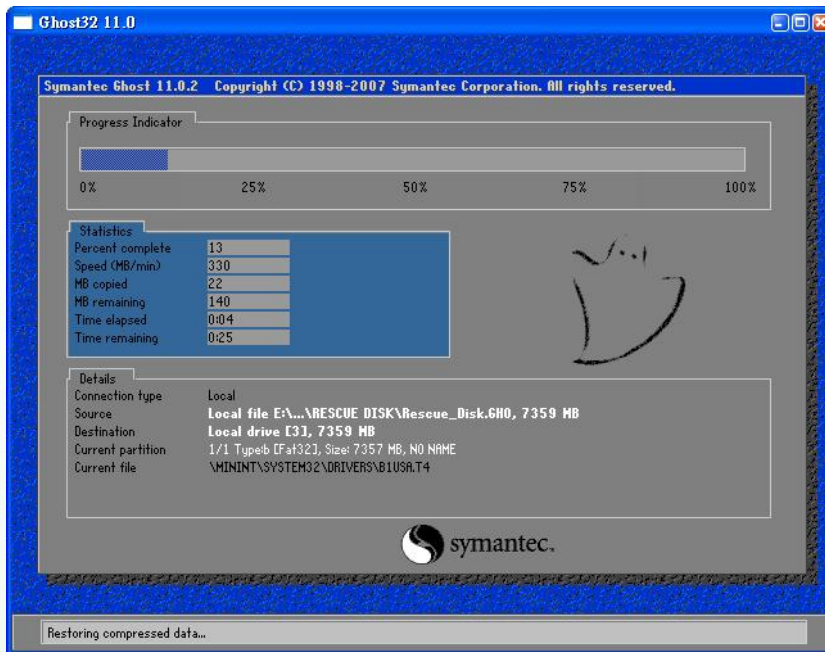 Ghost32 11.0
Symantec Ghost 11.0.2 Copyright (C) 1998-2007 Symantec Corporation. All rights reserved.
Progress Indicator
0% 25% 50% 75% 100%
Statistics
Percent complete 13
Speed (MB/min) 330
MB copied 22
MB remaining 140
Time elapsed 0:04
Time remaining 0:25
Details
Connection type Local
Source Local file E:\...\RESCUE DISK\Rescue_Disk.GHO, 7359 MB
Destination Local drive [3], 7359 MB
Current partition 1/1 Type:b [Fat32], Size: 7357 MB, NO NAME
Current file \MININT\SYSTEM32\DRIVERS\B1USA.T4
symantec.
Restoring compressed data...